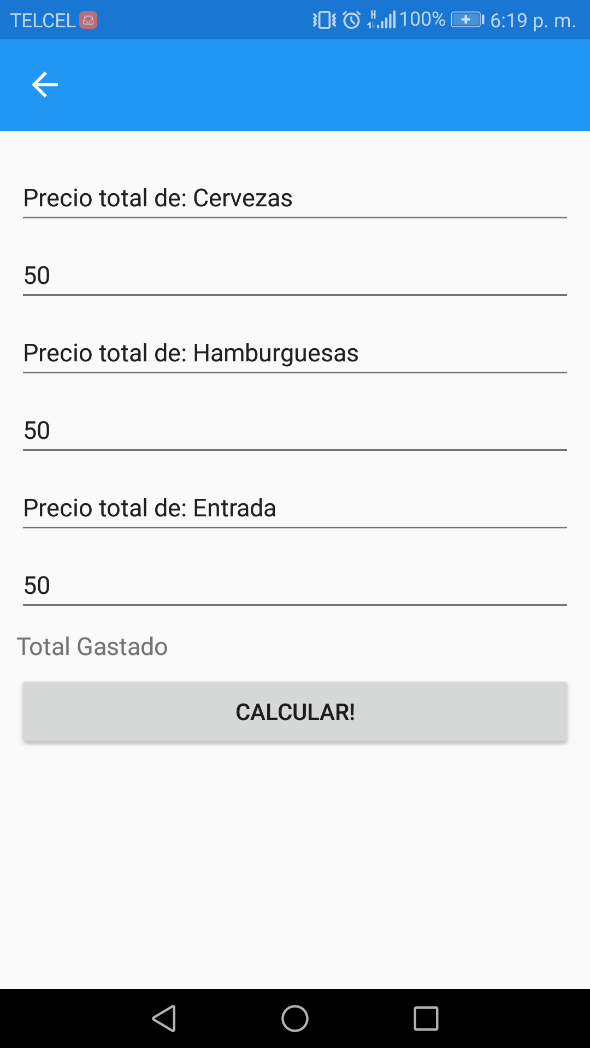 TELCEL H 100% 6:19 p. m.
Precio total de: Cervezas
50
Precio total de: Hamburguesas
50
Precio total de: Entrada
50
Total Gastado
CALCULAR!